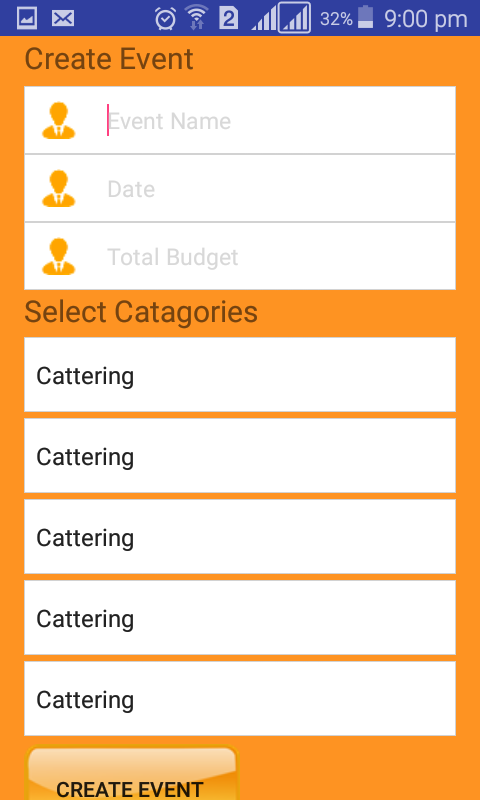 2 32% 9:00 pm
Create Event
Event Name
Date
Total Budget
Select Catagories
Cattering
Cattering
Cattering
Cattering
Cattering
CREATE EVENT